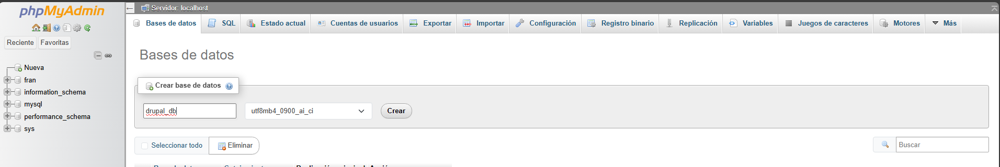 phpMyAdmin
Reciente Favoritas
Nueva
fran
information_schema
mysql
performance_schema
sys
Servidor: localhost
Bases de datos SQL Estado actual Cuentas de usuarios Exportar Importar Configuración Registro binario Replicación Variables Juegos de caracteres Motores Más
Bases de datos
Crear base de datos
drupal_db utf8mb4_0900_ai_ci Crear
Seleccionar todo Eliminar Buscar